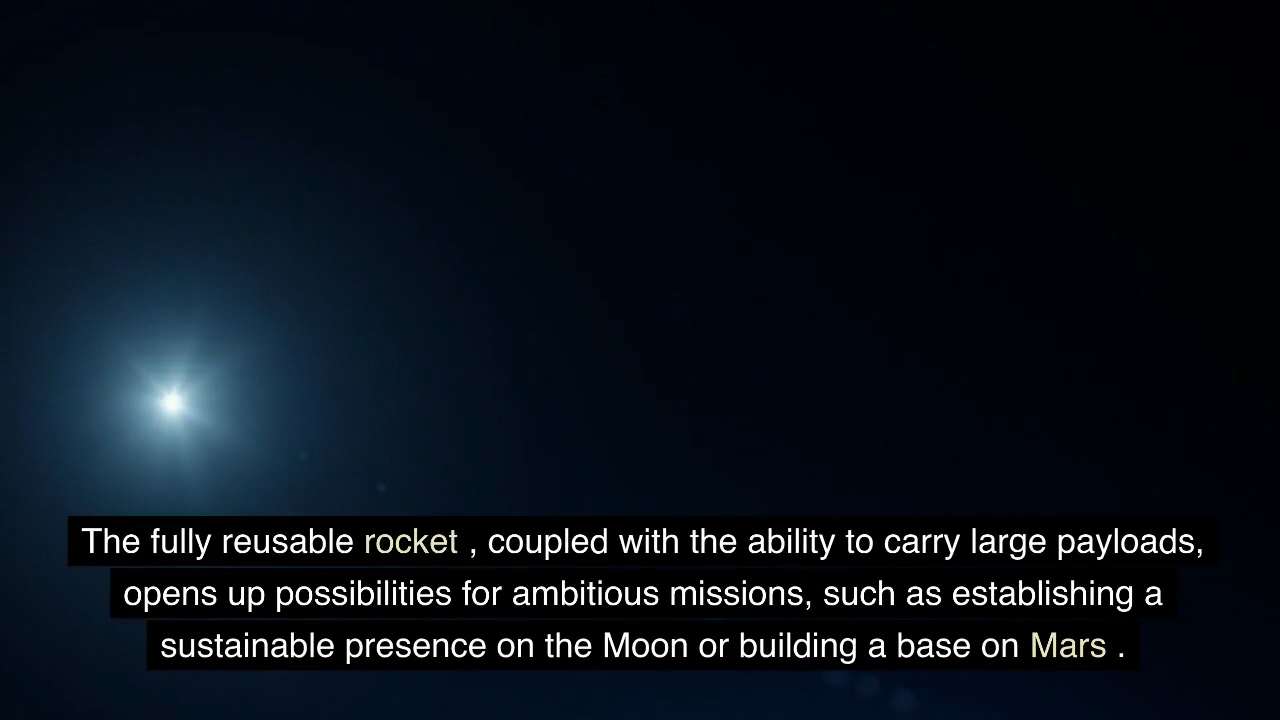 The fully reusable rocket , coupled with the ability to carry large payloads,
opens up possibilities for ambitious missions, such as establishing a
sustainable presence on the Moon or building a base on Mars .